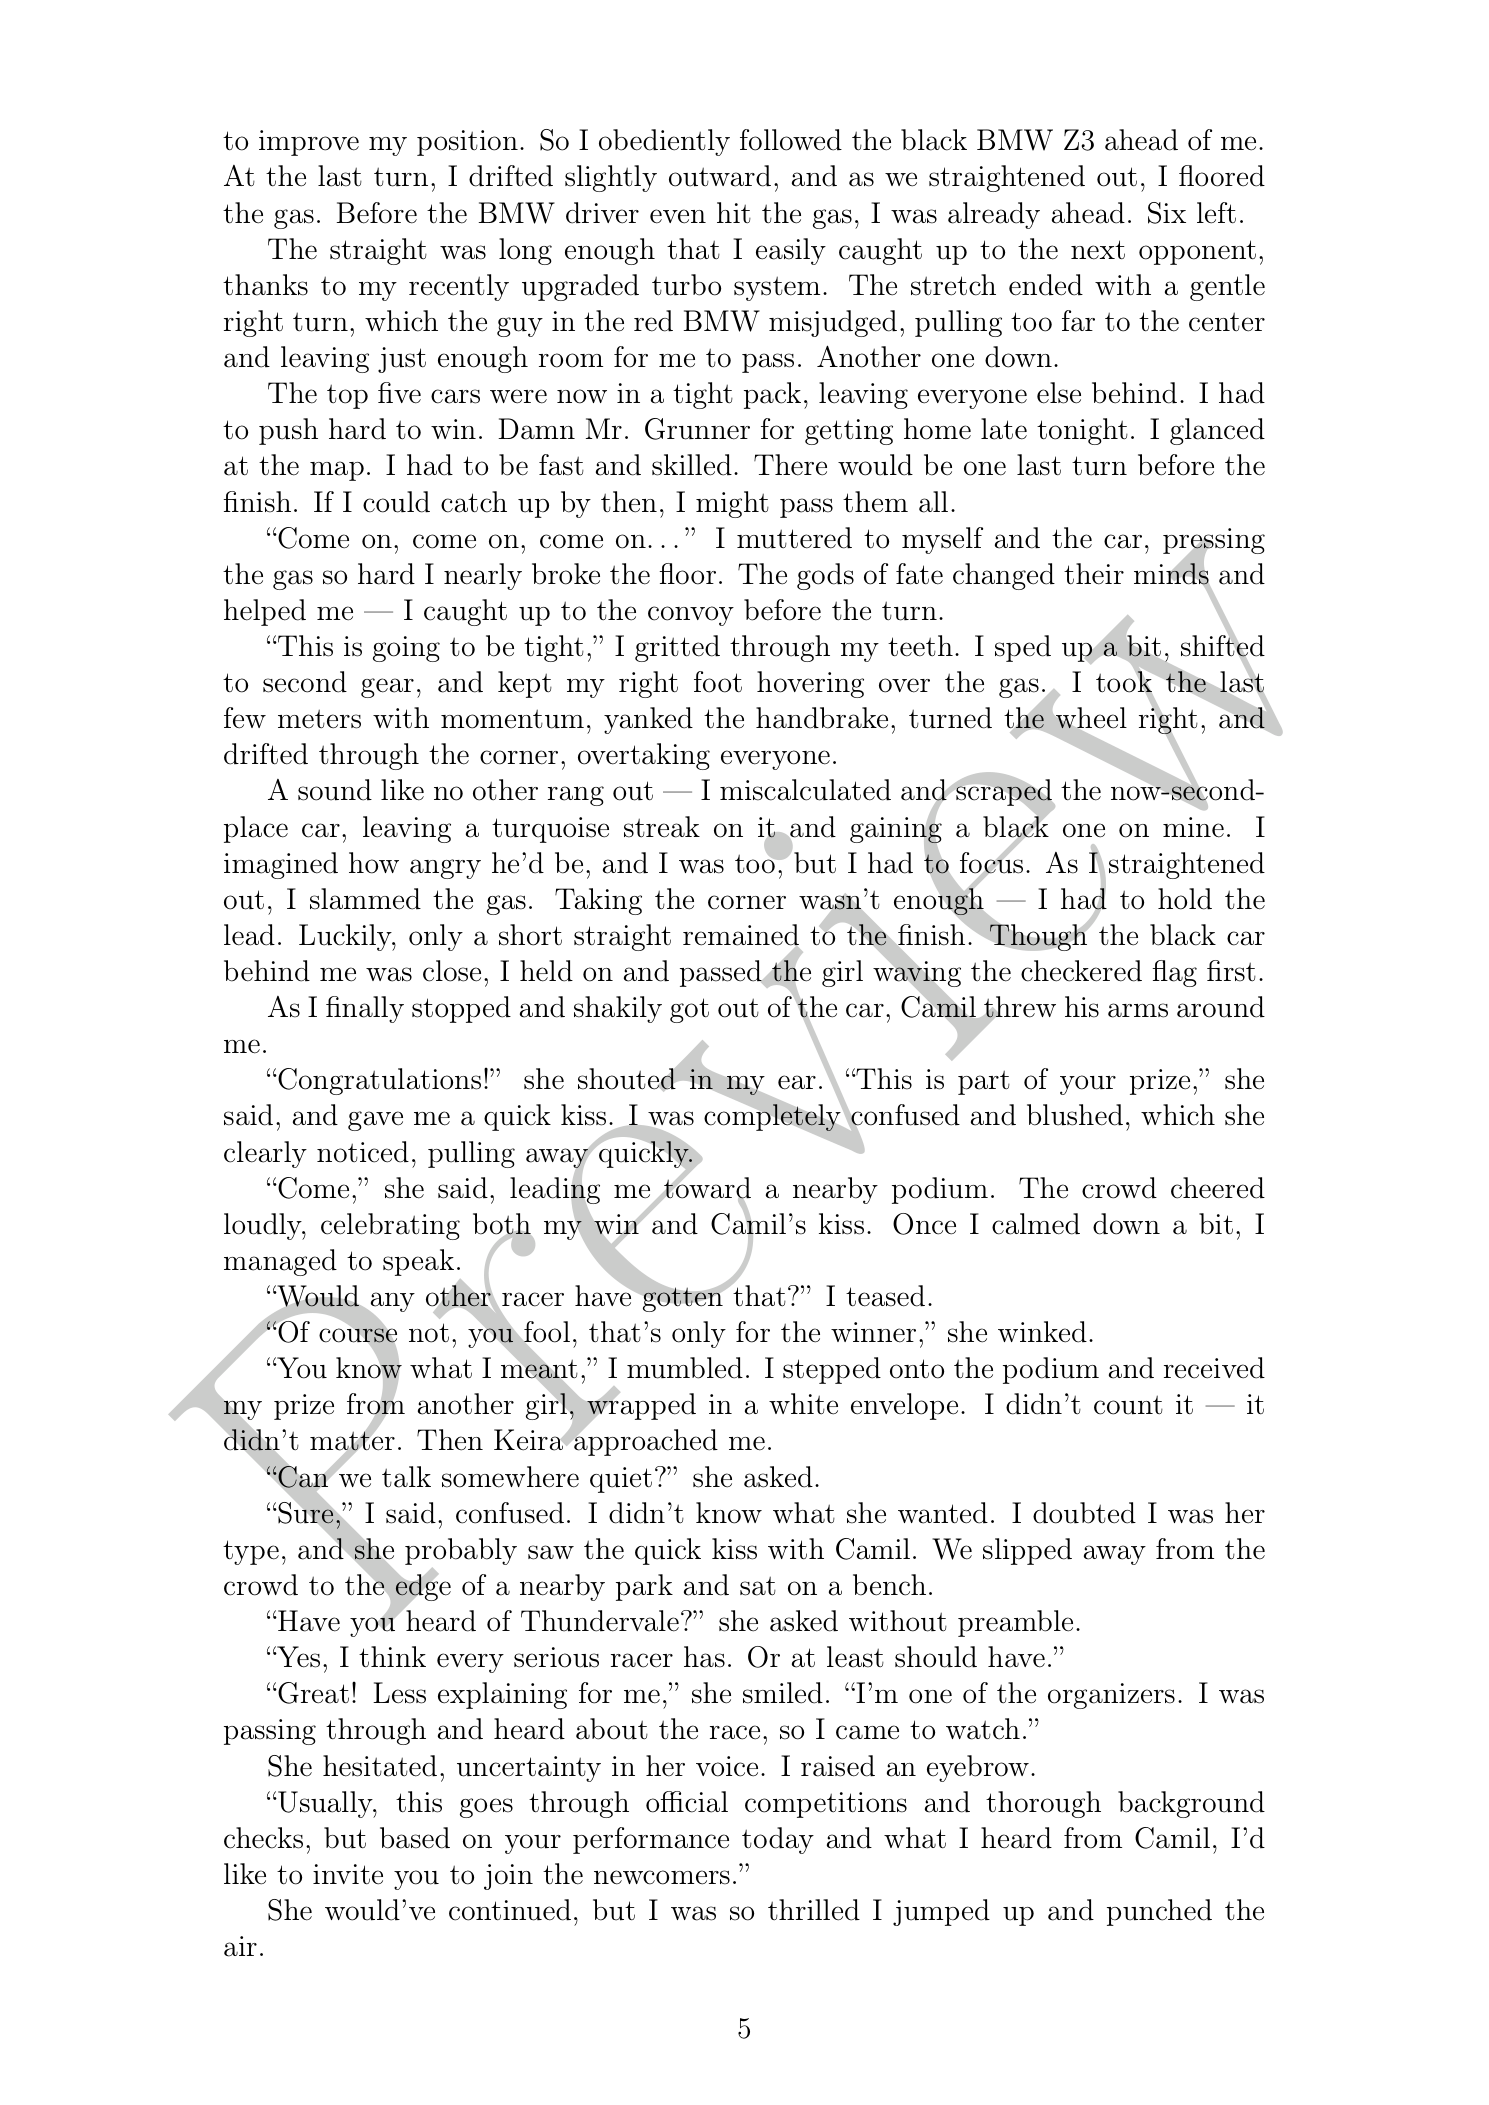 to improve my position. So I obediently followed the black BMW Z3 ahead of me.
At the last turn, I drifted slightly outward, and as we straightened out, I floored
the gas. Before the BMW driver even hit the gas, I was already ahead. Six left.
The straight was long enough that I easily caught up to the next opponent,
thanks to my recently upgraded turbo system. The stretch ended with a gentle
right turn, which the guy in the red BMW misjudged, pulling too far to the center
and leaving just enough room for me to pass. Another one down.
The top five cars were now in a tight pack, leaving everyone else behind. I had
to push hard to win. Damn Mr. Grunner for getting home late tonight. I glanced
at the map. I had to be fast and skilled. There would be one last turn before the
finish. If I could catch up by then, I might pass them all.
“Come on, come on, come on…” I muttered to myself and the car, pressing
the gas so hard I nearly broke the floor. The gods of fate changed their minds and
helped me — I caught up to the convoy before the turn.
“This is going to be tight,” I gritted through my teeth. I sped up a bit, shifted
to second gear, and kept my right foot hovering over the gas. I took the last
few meters with momentum, yanked the handbrake, turned the wheel right, and
drifted through the corner, overtaking everyone.
A sound like no other rang out — I miscalculated and scraped the now-second-
place car, leaving a turquoise streak on it and gaining a black one on mine. I
imagined how angry he’d be, and I was too, but I had to focus. As I straightened
out, I slammed the gas. Taking the corner wasn’t enough — I had to hold the
lead. Luckily, only a short straight remained to the finish. Though the black car
behind me was close, I held on and passed the girl waving the checkered flag first.
As I finally stopped and shakily got out of the car, Camil threw his arms around
me.
“Congratulations!” she shouted in my ear. “This is part of your prize,” she
said, and gave me a quick kiss. I was completely confused and blushed, which she
clearly noticed, pulling away quickly.
“Come,” she said, leading me toward a nearby podium. The crowd cheered
loudly, celebrating both my win and Camil’s kiss. Once I calmed down a bit, I
managed to speak.
“Would any other racer have gotten that?” I teased.
“Of course not, you fool, that’s only for the winner,” she winked.
“You know what I meant,” I mumbled. I stepped onto the podium and received
my prize from another girl, wrapped in a white envelope. I didn’t count it — it
didn’t matter. Then Keira approached me.
“Can we talk somewhere quiet?” she asked.
“Sure,” I said, confused. I didn’t know what she wanted. I doubted I was her
type, and she probably saw the quick kiss with Camil. We slipped away from the
crowd to the edge of a nearby park and sat on a bench.
“Have you heard of Thundervale?” she asked without preamble.
“Yes, I think every serious racer has. Or at least should have.”
“Great! Less explaining for me,” she smiled. “I’m one of the organizers. I was
passing through and heard about the race, so I came to watch.”
She hesitated, uncertainty in her voice. I raised an eyebrow.
“Usually, this goes through official competitions and thorough background
checks, but based on your performance today and what I heard from Camil, I’d
like to invite you to join the newcomers.”
She would’ve continued, but I was so thrilled I jumped up and punched the
air.
5
Preview